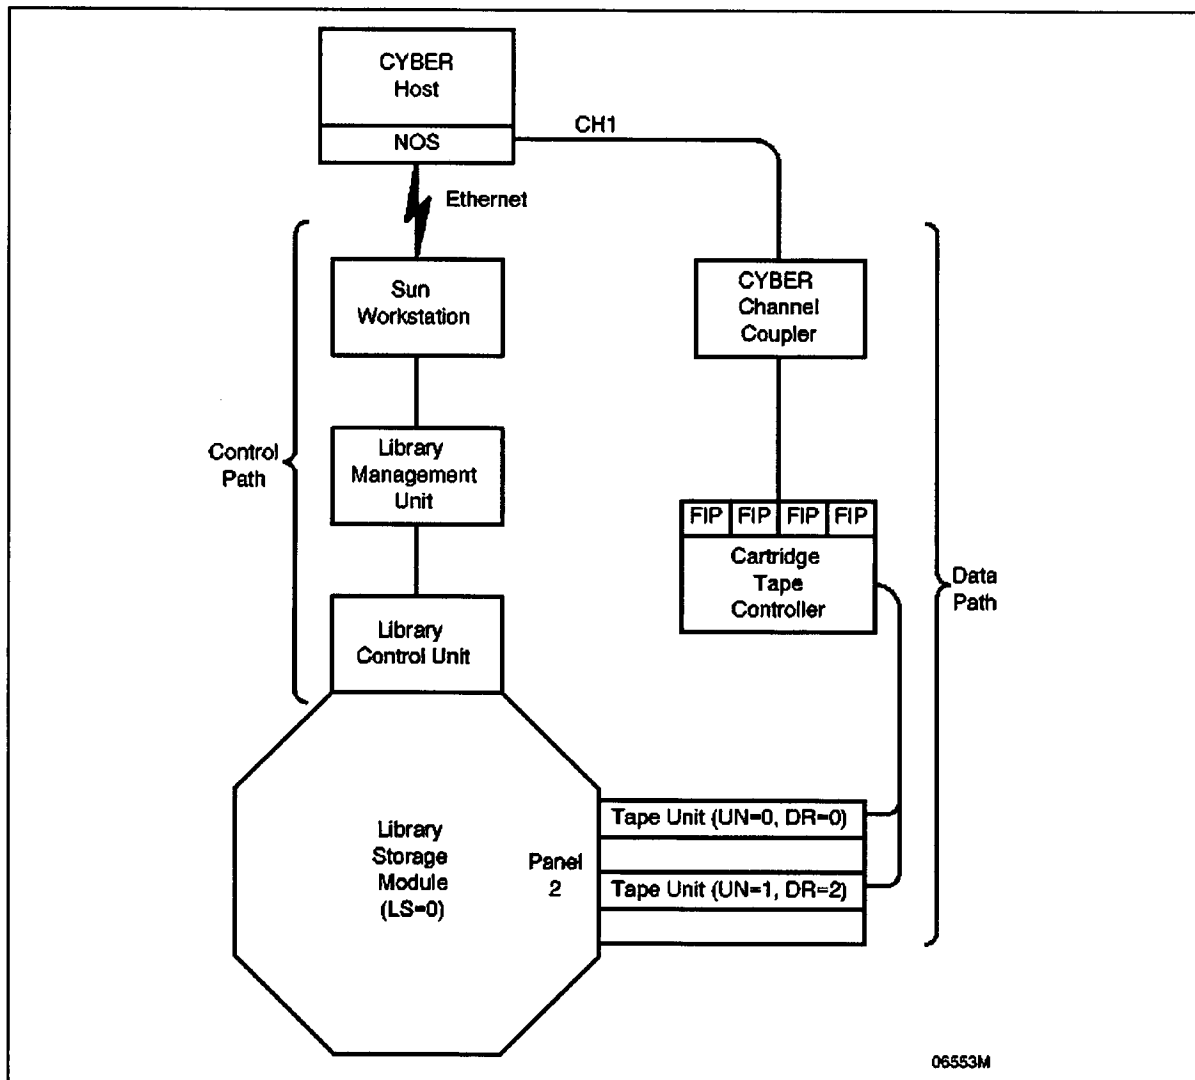 CYBER
Host
NOS
CH1
Ethernet
Sun
Workstation
CYBER
Channel
Coupler
Control
Path
Library
Management
Unit
FIP FIP FIP FIP
Cartridge
Tape
Controller
Data
Path
Library
Control Unit
Library
Storage
Module
(LS=0)
Panel
2
Tape Unit (UN=0, DR=0)
Tape Unit (UN=1, DR=2)
06553M